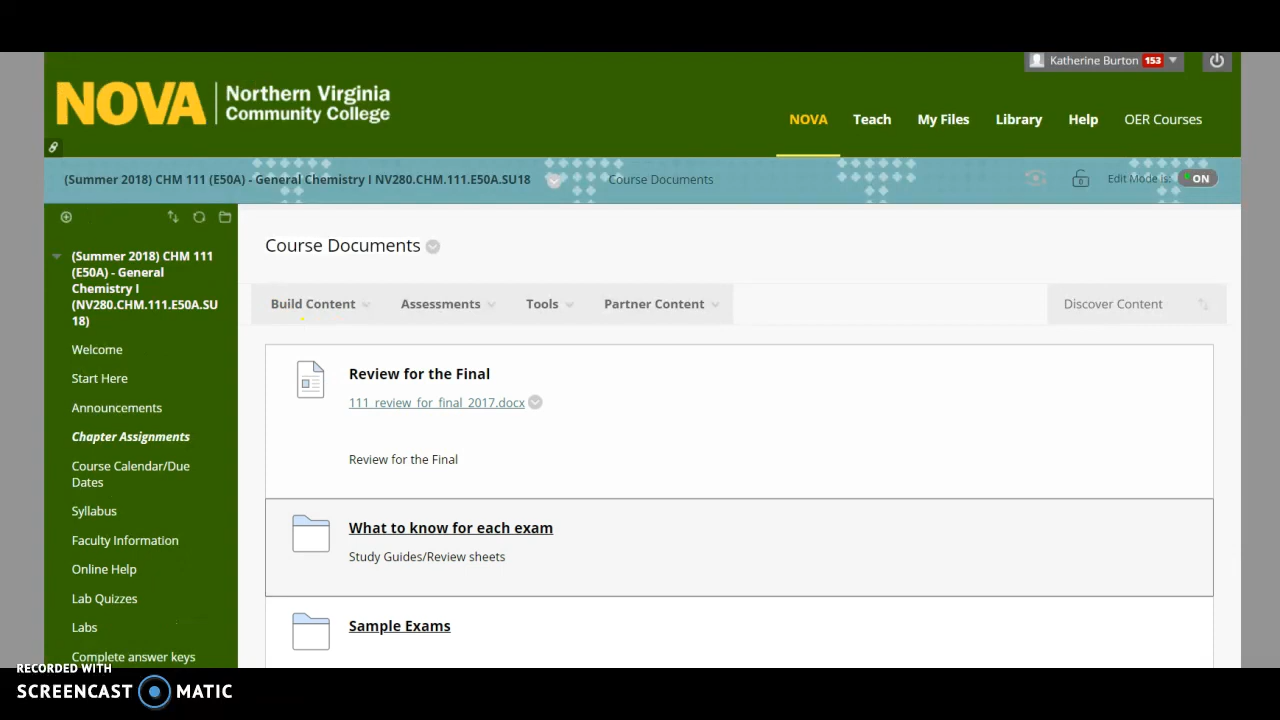 Katherine Burton 153
NOVA
Northern Virginia
Community College
NOVA Teach My Files Library Help OER Courses
(Summer 2018) CHM 111 (E50A) - General Chemistry I NV280.CHM.111.E50A.SU18 Course Documents Edit Mode is: ON
(Summer 2018) CHM 111
(E50A) - General
Chemistry I
(NV280.CHM.111.E50A.SU
18)
Welcome
Start Here
Announcements
Chapter Assignments
Course Calendar/Due
Dates
Syllabus
Faculty Information
Online Help
Lab Quizzes
Labs
Complete answer keys
Course Documents
Build Content Assessments Tools Partner Content Discover Content
Review for the Final
111_review_for_final_2017.docx
Review for the Final
What to know for each exam
Study Guides/Review sheets
Sample Exams
RECORDED WITH
SCREENCAST MATIC